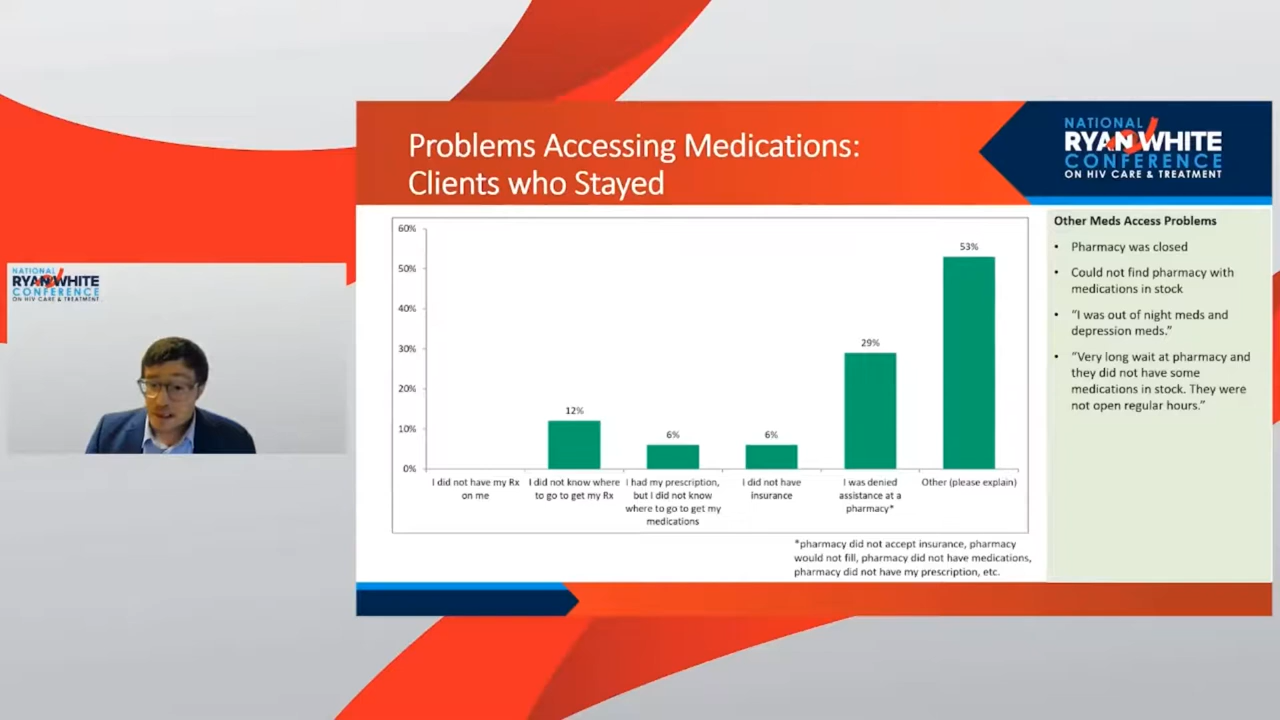 NATIONAL
RYAN WHITE
CONFERENCE
ON HIV CARE & TREATMENT
Problems Accessing Medications:
Clients who Stayed
NATIONAL
RYAN WHITE
CONFERENCE
ON HIV CARE & TREATMENT
60%
50%
40%
30%
20%
10%
0%
12%
6%
6%
29%
53%
I did not have my Rx
on me
I did not know where
to go to get my Rx
I had my prescription,
but I did not know
where to go to get my
medications
I did not have
insurance
I was denied
assistance at a
pharmacy*
Other (please explain)
*pharmacy did not accept insurance, pharmacy
would not fill, pharmacy did not have medications,
pharmacy did not have my prescription, etc.
Other Meds Access Problems
• Pharmacy was closed
• Could not find pharmacy with
medications in stock
• “I was out of night meds and
depression meds.”
• “Very long wait at pharmacy and
they did not have some
medications in stock. They were
not open regular hours.”